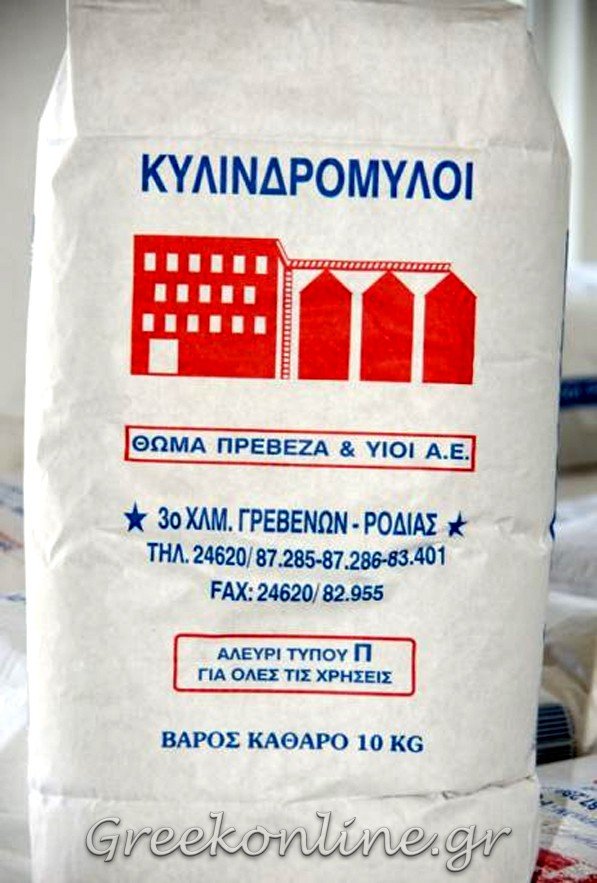 ΚΥΛΙΝΔΡΟΜΥΛΟΙ
ΘΩΜΑ ΠΡΕΒΕΖΑ & ΥΙΟΙ Α.Ε.
★ 3ο ΧΛΜ. ΓΡΕΒΕΝΩΝ - ΡΟΔΙΑΣ ★
ΤΗΛ. 24620/ 87.285-87.286-83.401
FAX: 24620/ 82.955
ΑΛΕΥΡΙ ΤΥΠΟΥ Π
ΓΙΑ ΟΛΕΣ ΤΙΣ ΧΡΗΣΕΙΣ
ΒΑΡΟΣ ΚΑΘΑΡΟ 10 KG
Greekonline.gr